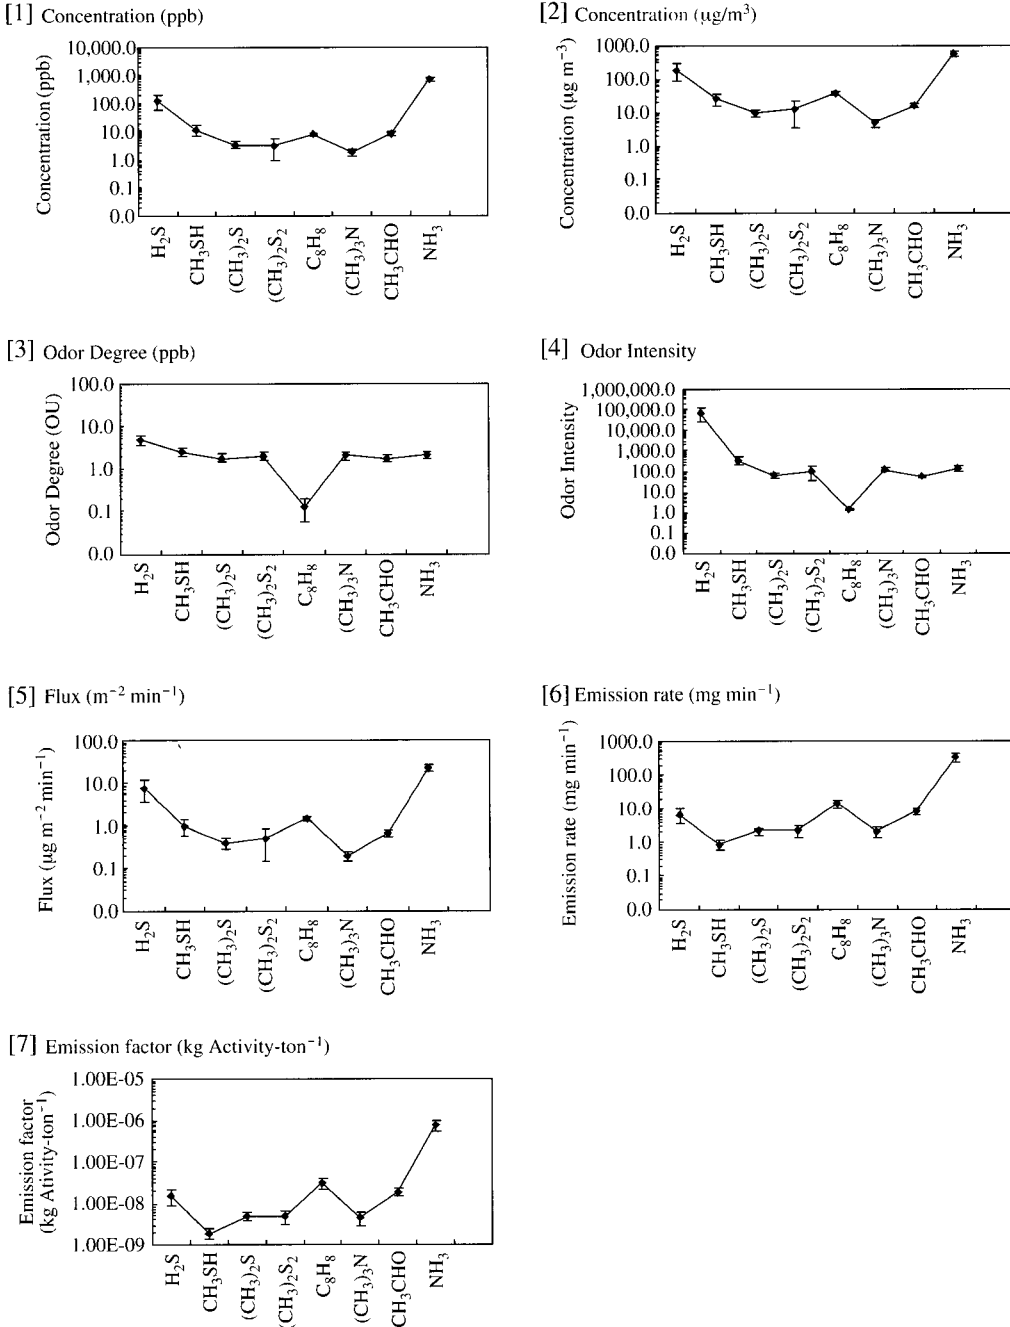 [1] Concentration (ppb)
Concentration (ppb)
10,000.0
1,000.0
100.0
10.0
1.0
0.1
0.0
H₂S
CH₃SH
(CH₃)₂S
(CH₃)₂S₂
C₈H₈
(CH₃)₃N
CH₃CHO
NH₃
[2] Concentration (μg/m³)
Concentration (μg m⁻³)
1000.0
100.0
10.0
1.0
0.1
0.0
H₂S
CH₃SH
(CH₃)₂S
(CH₃)₂S₂
C₈H₈
(CH₃)₃N
CH₃CHO
NH₃
[3] Odor Degree (ppb)
Odor Degree (OU)
100.0
10.0
1.0
0.1
0.0
H₂S
CH₃SH
(CH₃)₂S
(CH₃)₂S₂
C₈H₈
(CH₃)₃N
CH₃CHO
NH₃
[4] Odor Intensity
Odor Intensity
1,000,000.0
100,000.0
10,000.0
1,000.0
100.0
10.0
1.0
0.1
0.0
H₂S
CH₃SH
(CH₃)₂S
(CH₃)₂S₂
C₈H₈
(CH₃)₃N
CH₃CHO
NH₃
[5] Flux (m⁻² min⁻¹)
Flux (μg m⁻² min⁻¹)
100.0
10.0
1.0
0.1
0.0
H₂S
CH₃SH
(CH₃)₂S
(CH₃)₂S₂
C₈H₈
(CH₃)₃N
CH₃CHO
NH₃
[6] Emission rate (mg min⁻¹)
Emission rate (mg min⁻¹)
1000.0
100.0
10.0
1.0
0.1
0.0
H₂S
CH₃SH
(CH₃)₂S
(CH₃)₂S₂
C₈H₈
(CH₃)₃N
CH₃CHO
NH₃
[7] Emission factor (kg Activity-ton⁻¹)
Emission factor
(kg Ativity-ton⁻¹)
1.00E-05
1.00E-06
1.00E-07
1.00E-08
1.00E-09
H₂S
CH₃SH
(CH₃)₂S
(CH₃)₂S₂
C₈H₈
(CH₃)₃N
CH₃CHO
NH₃